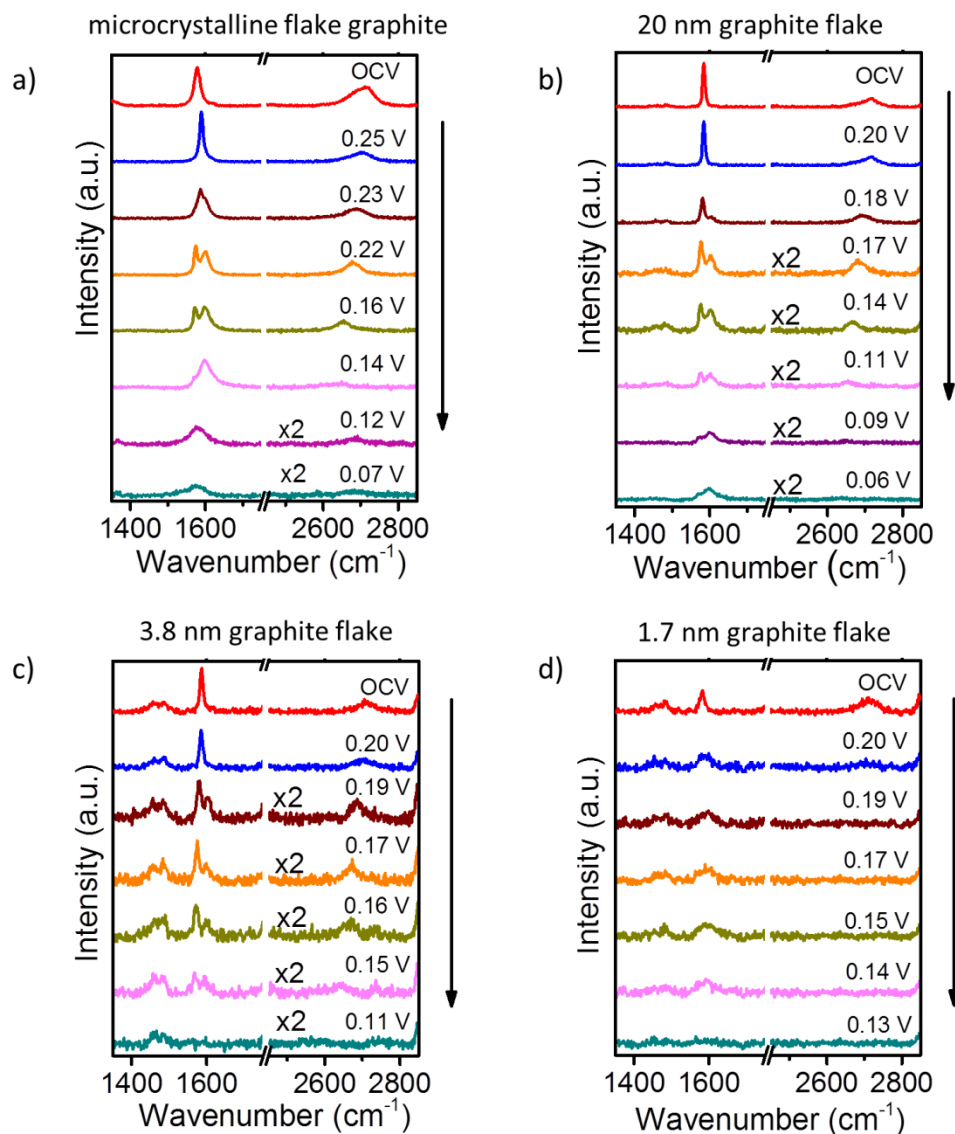 microcrystalline flake graphite
a)
OCV
0.25 V
0.23 V
0.22 V
0.16 V
0.14 V
x2 0.12 V
x2 0.07 V
Intensity (a.u.)
1400 1600 2600 2800
Wavenumber (cm⁻¹)
20 nm graphite flake
b)
OCV
0.20 V
0.18 V
x2 0.17 V
x2 0.14 V
x2 0.11 V
x2 0.09 V
x2 0.06 V
Intensity (a.u.)
1400 1600 2600 2800
Wavenumber (cm⁻¹)
3.8 nm graphite flake
c)
OCV
0.20 V
x2 0.19 V
x2 0.17 V
x2 0.16 V
x2 0.15 V
x2 0.11 V
Intensity (a.u.)
1400 1600 2600 2800
Wavenumber (cm⁻¹)
1.7 nm graphite flake
d)
OCV
0.20 V
0.19 V
0.17 V
0.15 V
0.14 V
0.13 V
Intensity (a.u.)
1400 1600 2600 2800
Wavenumber (cm⁻¹)